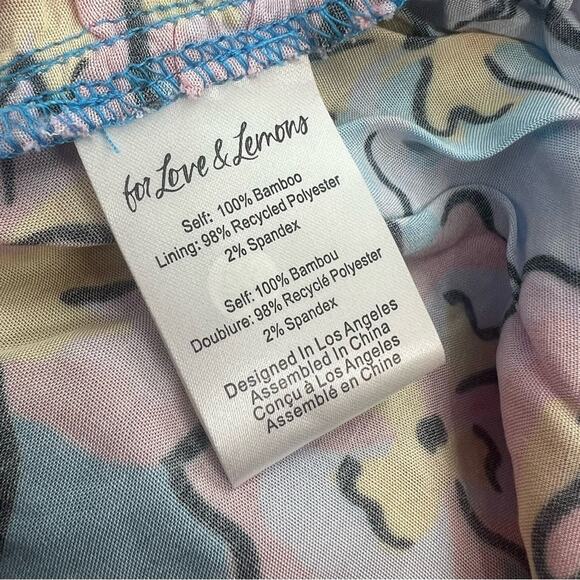 for Love & Lemons
Self: 100% Bamboo
Lining: 98% Recycled Polyester
2% Spandex
Self: 100% Bambou
Doublure: 98% Recyclé Polyester
2% Spandex
Designed In Los Angeles
Assembled In China
Conçu à Los Angeles
Assemblé en Chine